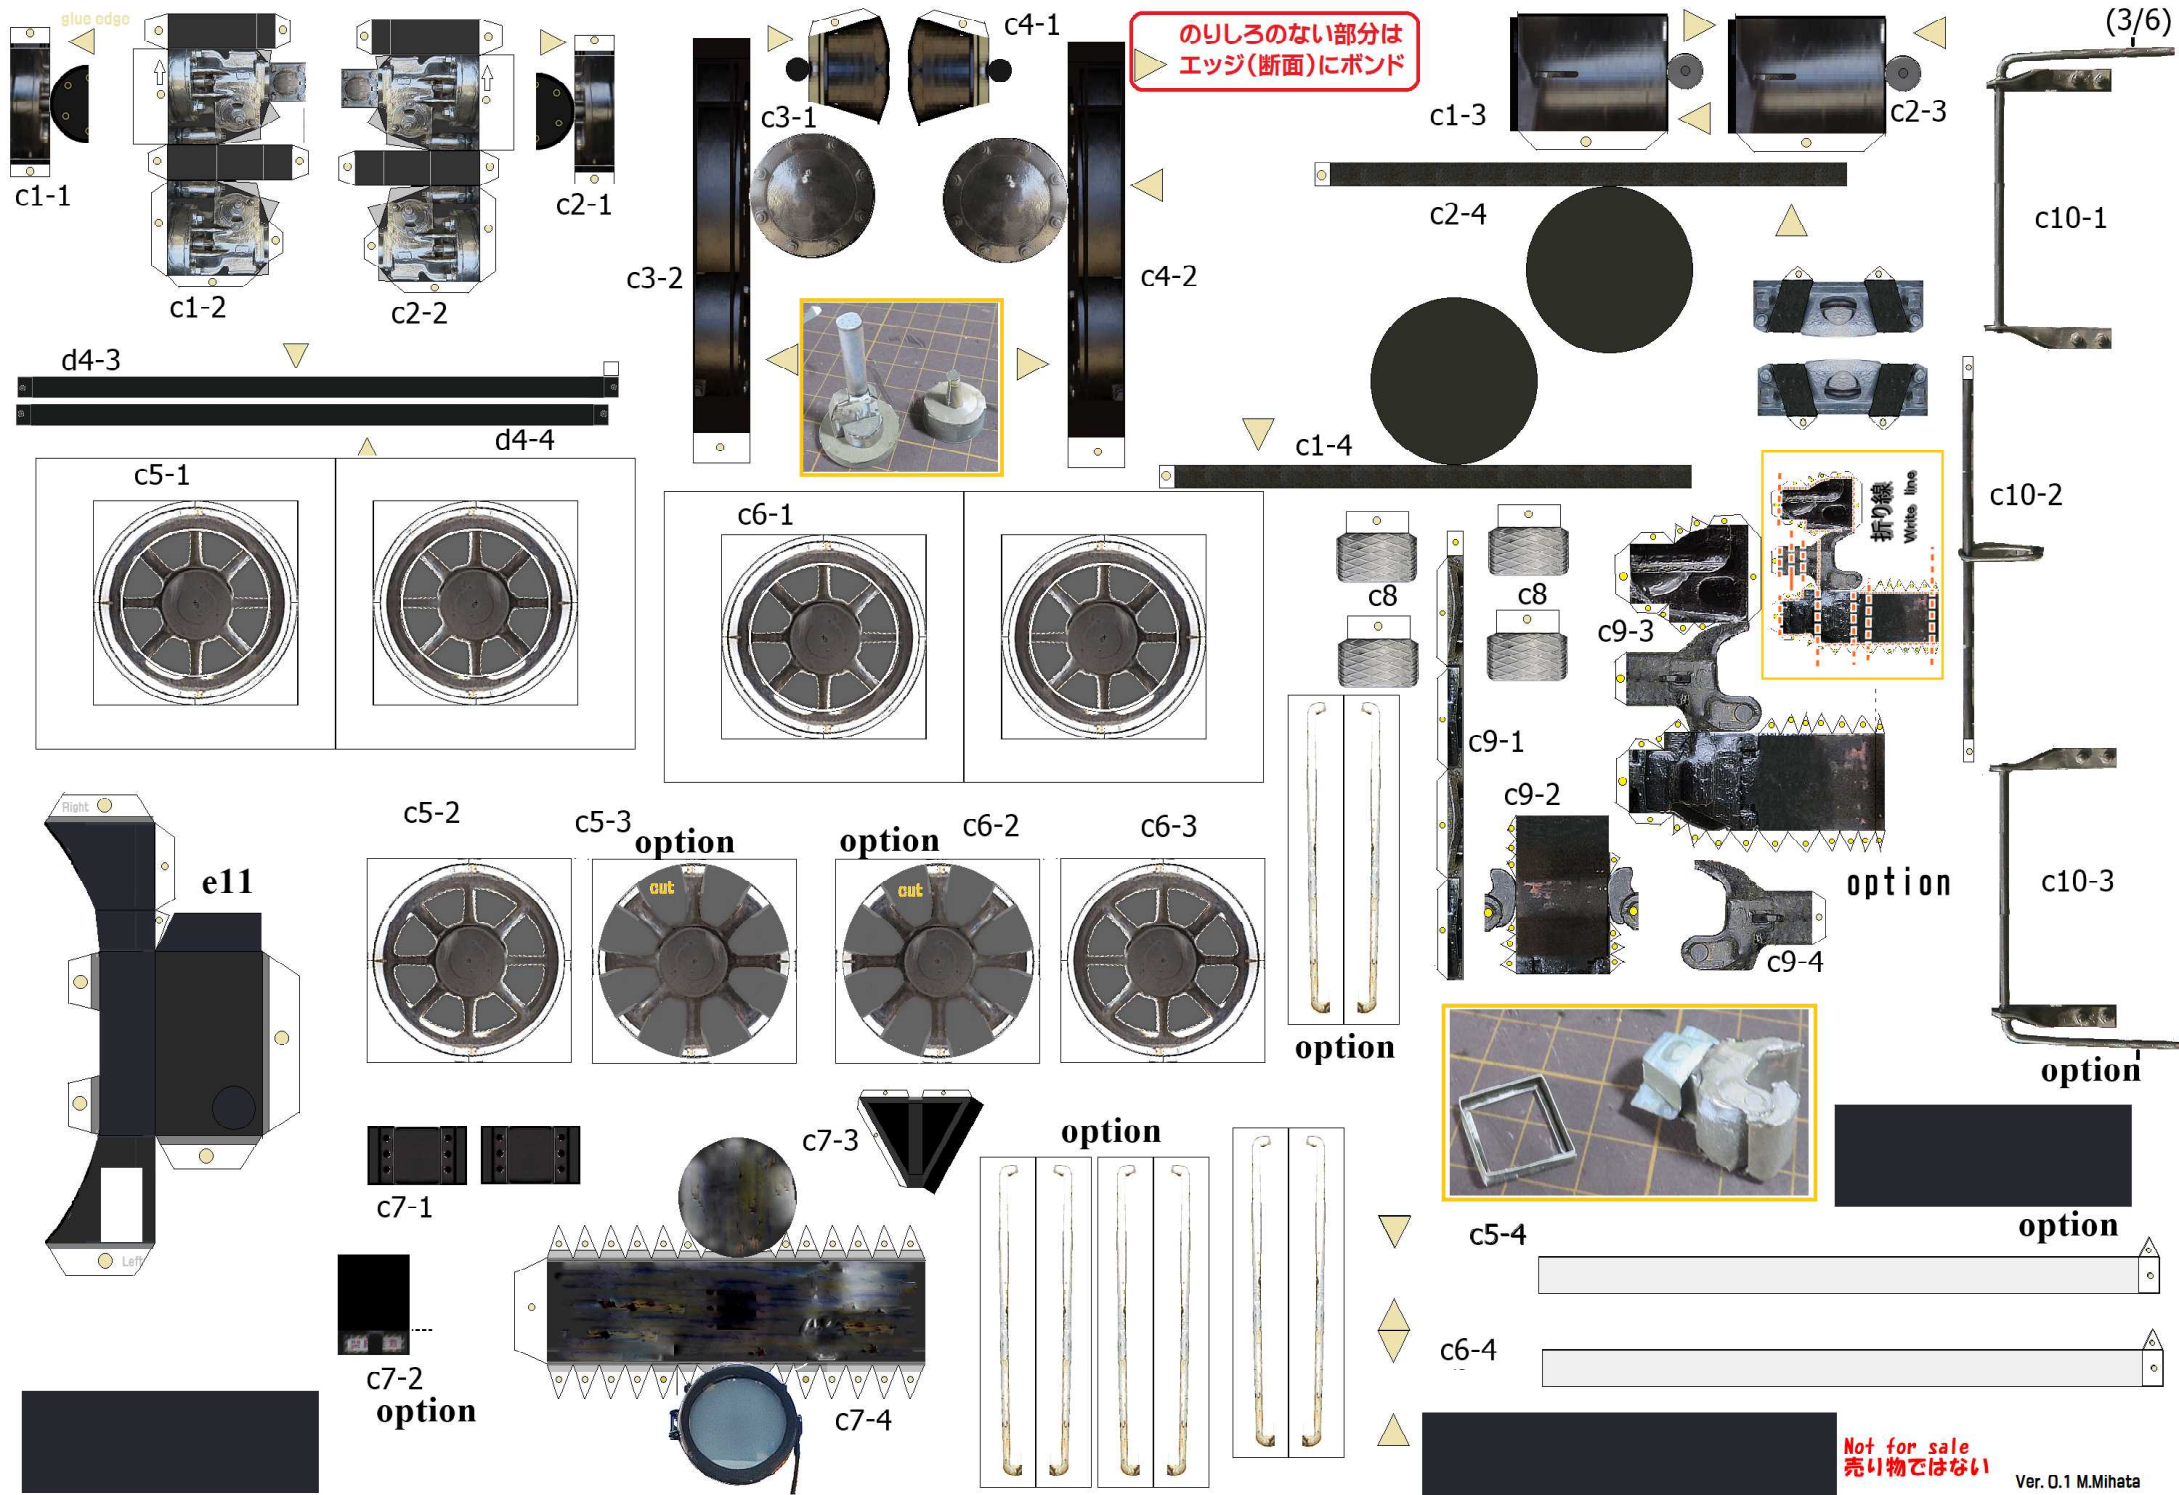 glue edge
c4-1
のりしろのない部分は
エッジ(断面)にボンド
(3/6)
c1-1
c2-1
c3-1
c1-3
c2-3
c1-2
c2-2
c3-2
c4-2
c2-4
c10-1
d4-3
d4-4
c1-4
c5-1
c6-1
c8
c8
c9-3
折り線
Write line
c10-2
c9-1
c9-2
Right
e11
Left
c5-2
c5-3
option
option
c6-2
c6-3
cut
cut
option
c9-4
option
c10-3
option
c7-1
c7-3
option
option
c7-2
option
c7-4
c5-4
c6-4
Not for sale
売り物ではない
Ver. 0.1 M.Mihata